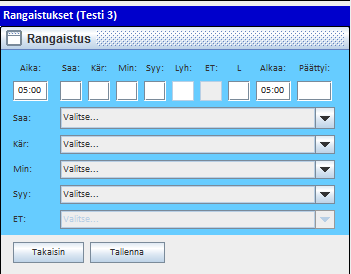 Rangaistukset (Testi 3)
Rangaistus
Aika: Saa: Kär: Min: Syy: Lyh: ET: L Alkaa: Päättyi:
05:00 05:00
Saa: Valitse...
Kär: Valitse...
Min: Valitse...
Syy: Valitse...
ET: Valitse...
Takaisin Tallenna